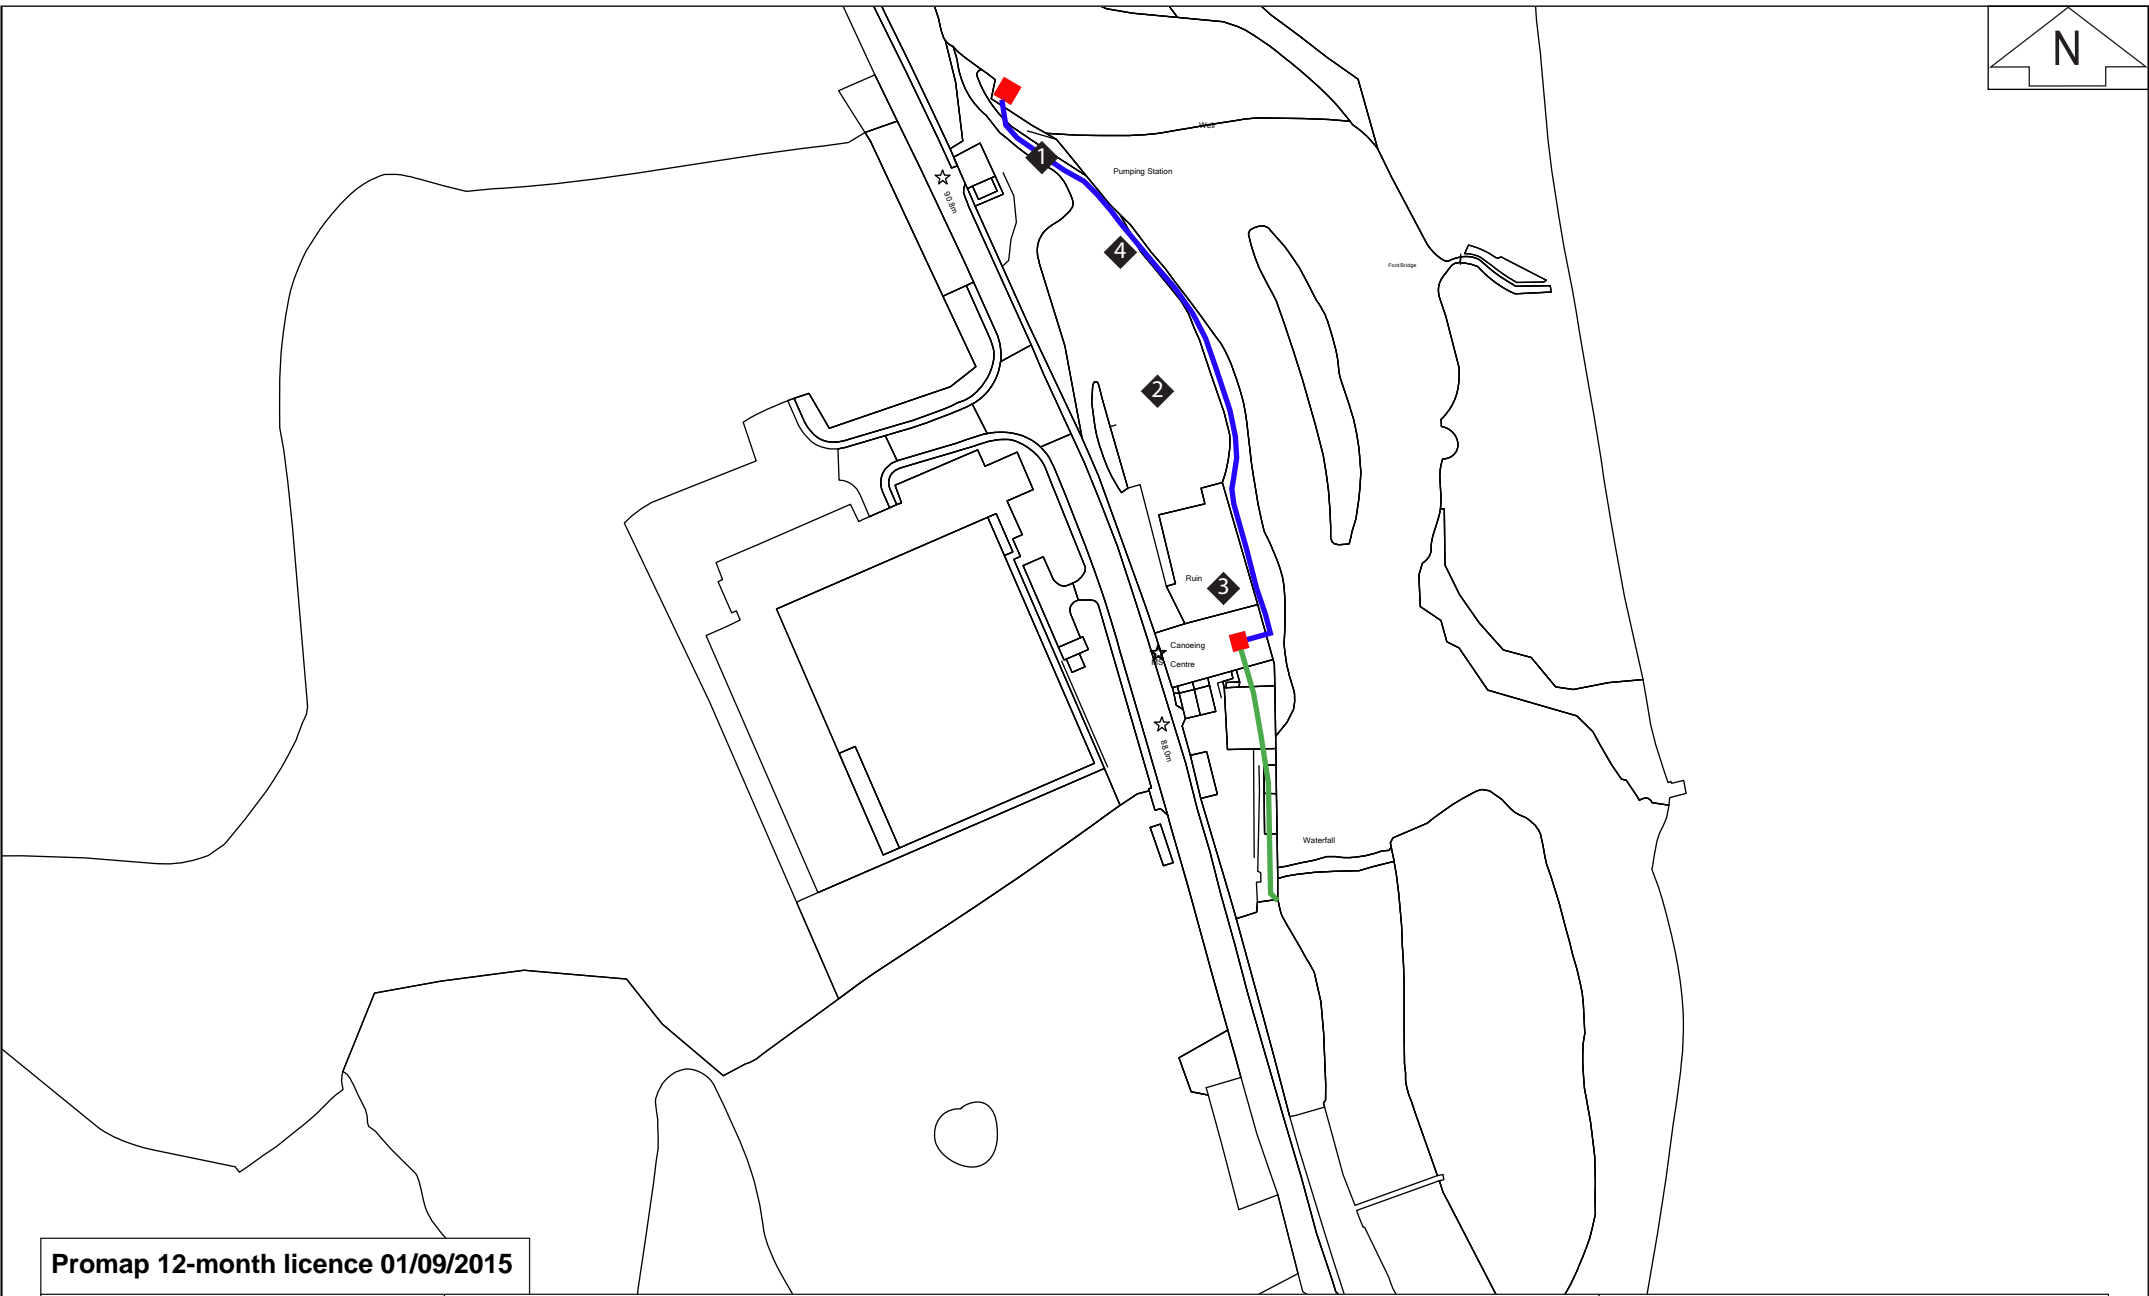 N
Weir
1
Pumping Station
90.8m
4
Foot Bridge
2
Ruin
3
Canoeing
MS
Centre
88.0m
Waterfall
Promap 12-month licence 01/09/2015